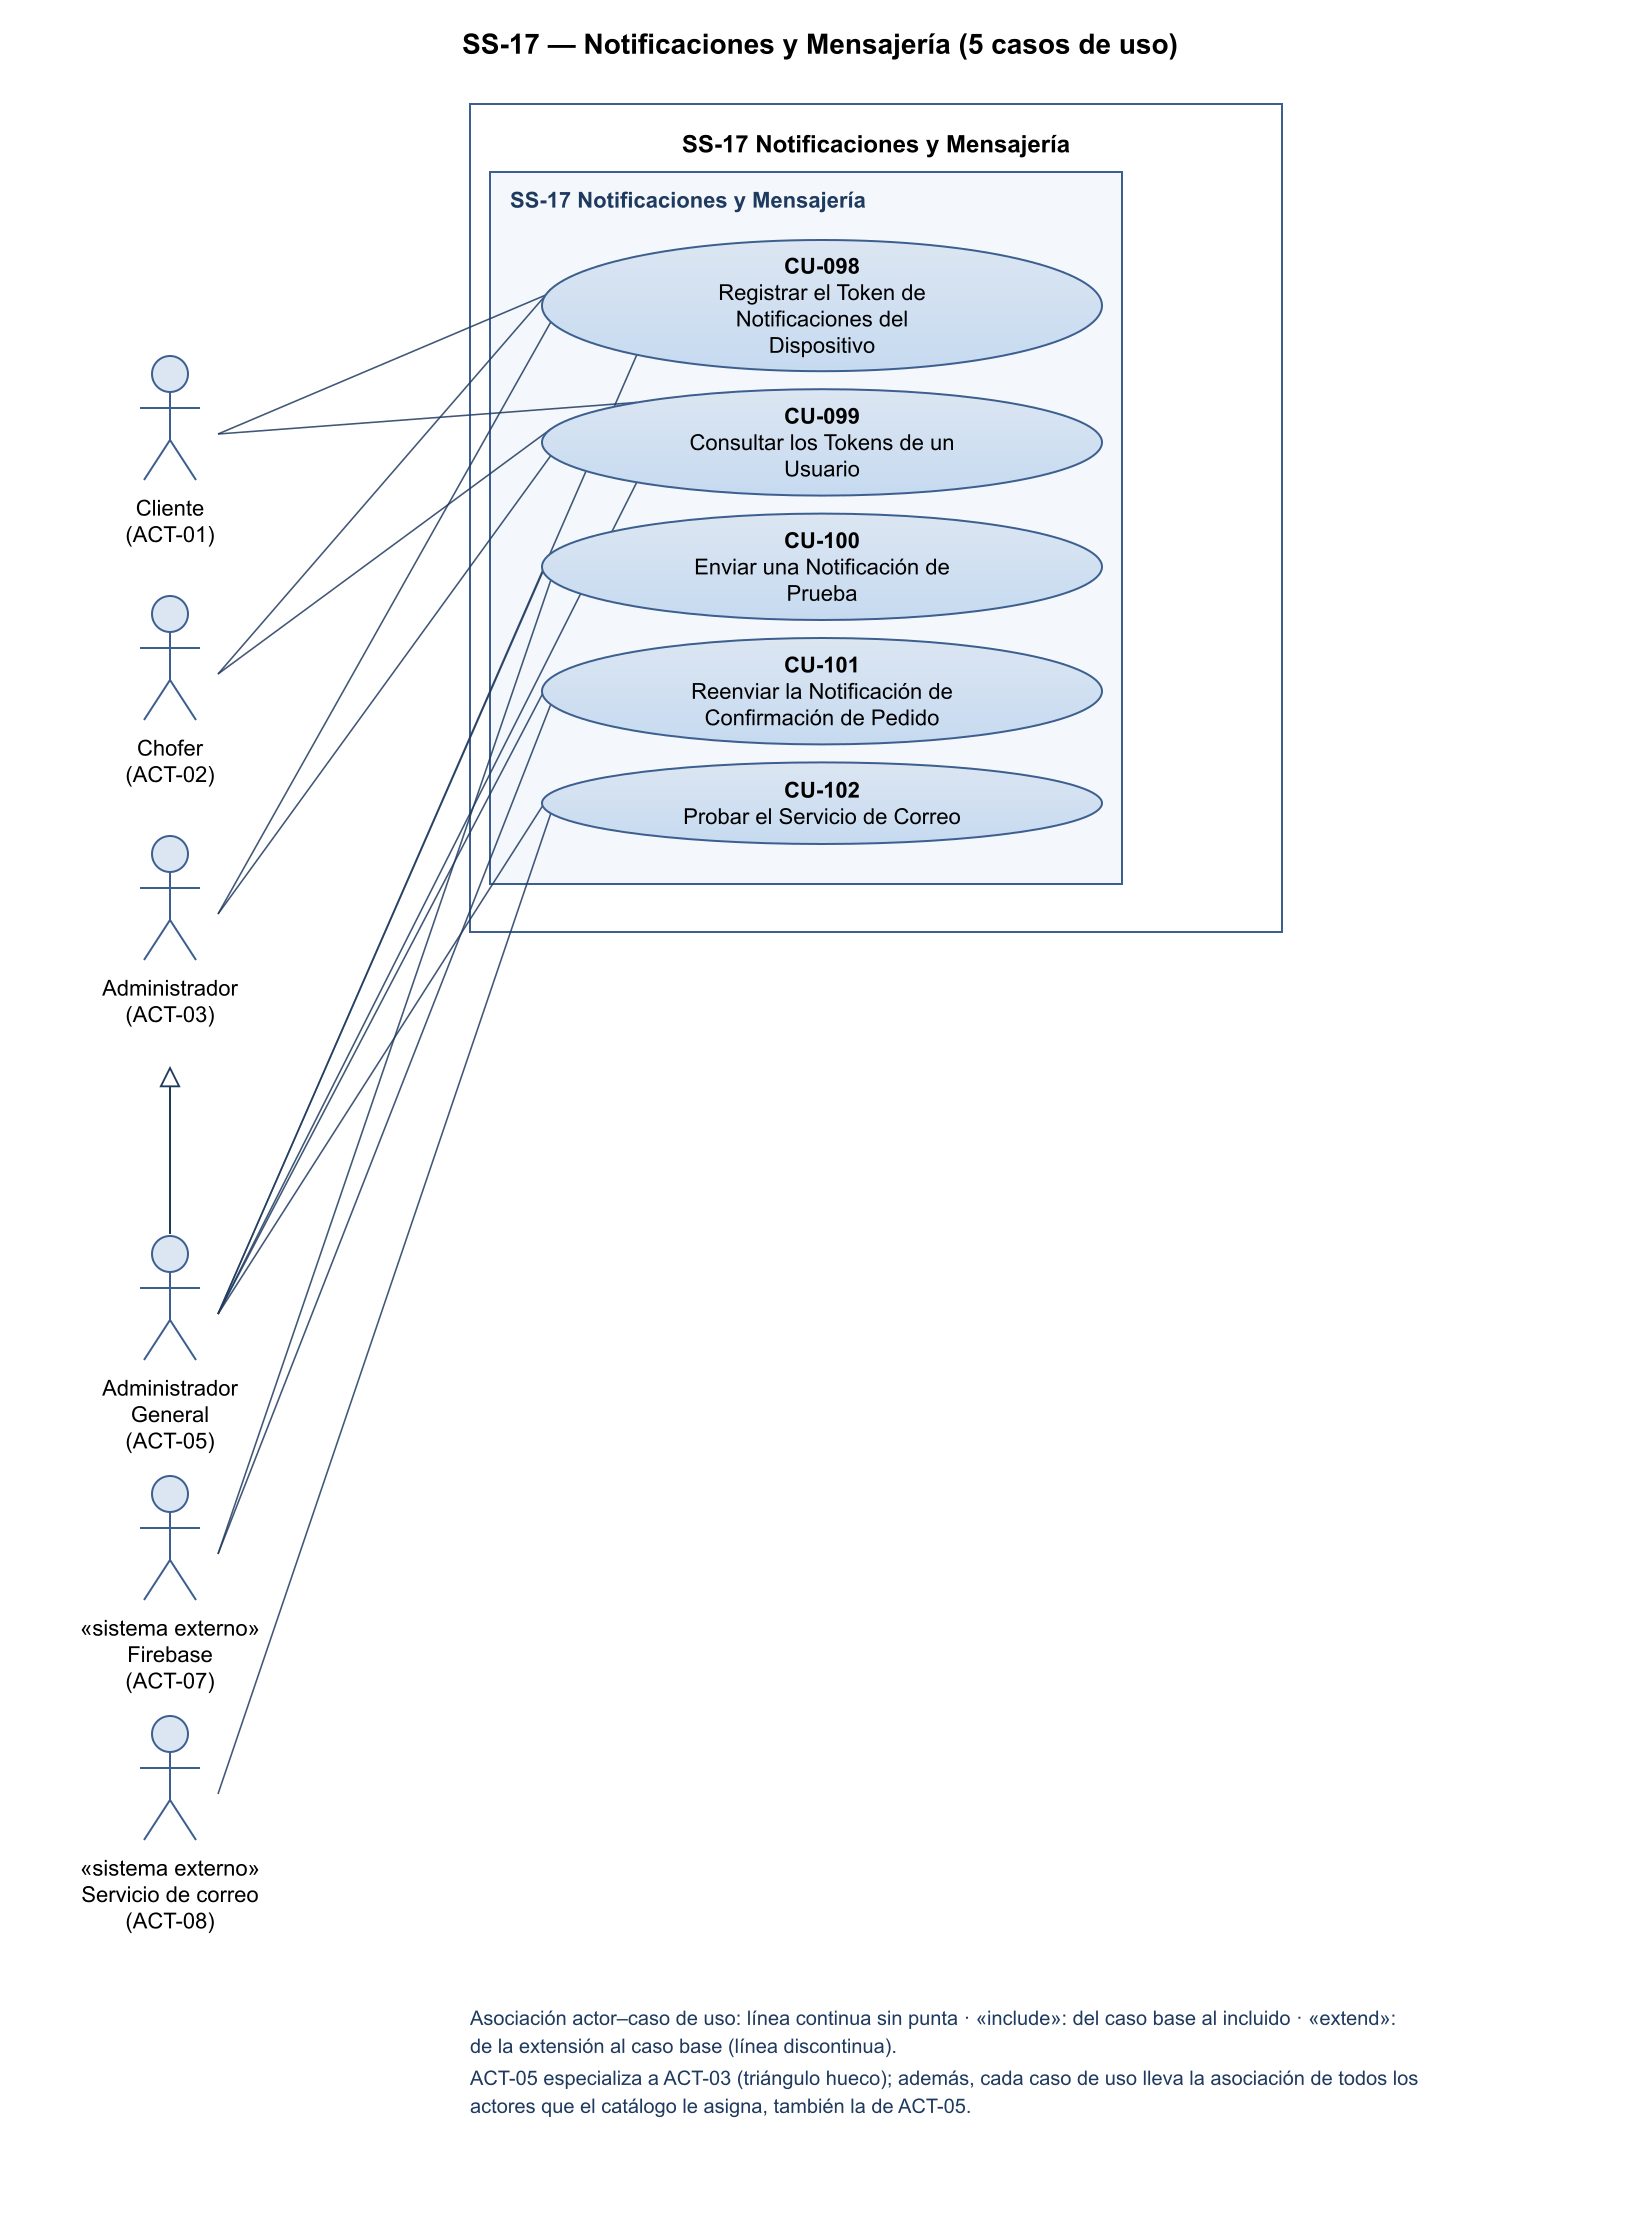 SS-17 — Notificaciones y Mensajería (5 casos de uso)
SS-17 Notificaciones y Mensajería
SS-17 Notificaciones y Mensajería
CU-098
Registrar el Token de
Notificaciones del
Dispositivo
CU-099
Consultar los Tokens de un
Usuario
CU-100
Enviar una Notificación de
Prueba
CU-101
Reenviar la Notificación de
Confirmación de Pedido
CU-102
Probar el Servicio de Correo
Cliente
(ACT-01)
Chofer
(ACT-02)
Administrador
(ACT-03)
Administrador
General
(ACT-05)
«sistema externo»
Firebase
(ACT-07)
«sistema externo»
Servicio de correo
(ACT-08)
Asociación actor–caso de uso: línea continua sin punta · «include»: del caso base al incluido · «extend»:
de la extensión al caso base (línea discontinua).
ACT-05 especializa a ACT-03 (triángulo hueco); además, cada caso de uso lleva la asociación de todos los
actores que el catálogo le asigna, también la de ACT-05.